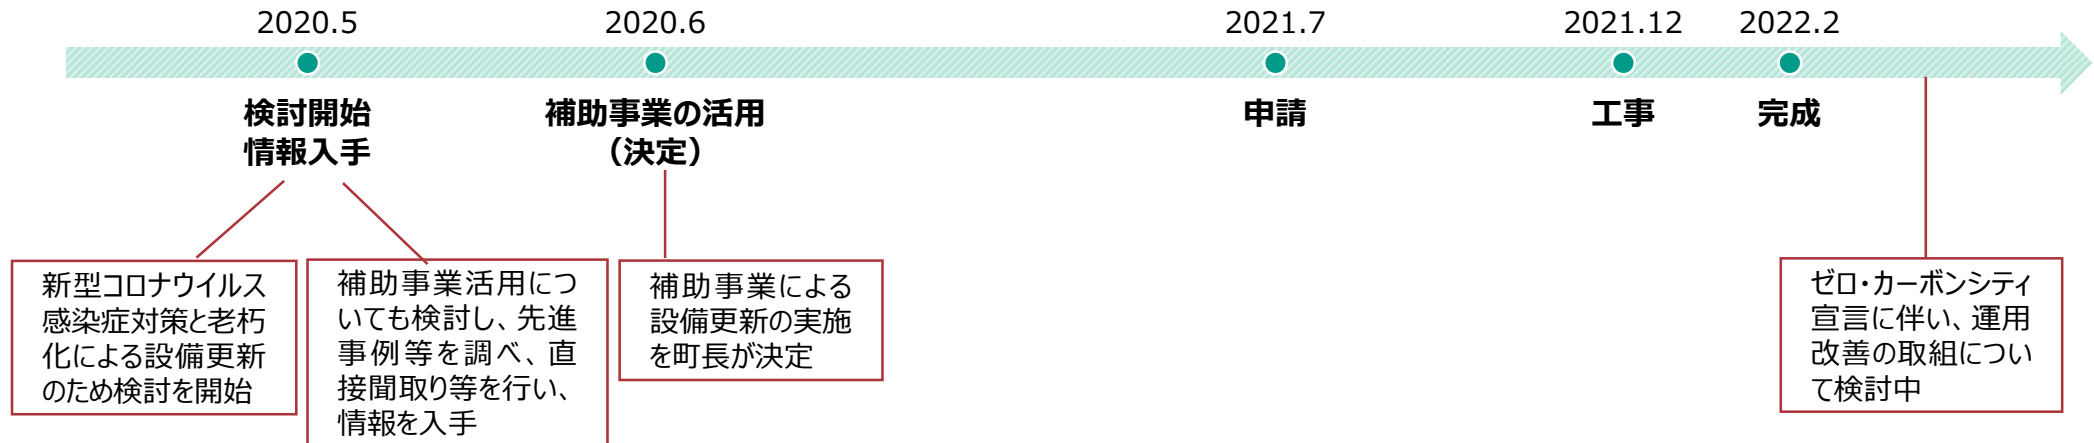 2020.5
2020.6
2021.7
2021.12
2022.2
検討開始
情報入手
補助事業の活用
(決定)
申請
工事
完成
新型コロナウイルス
感染症対策と老朽
化による設備更新
のため検討を開始
補助事業活用につ
いても検討し、先進
事例等を調べ、直
接聞取り等を行い、
情報を入手
補助事業による
設備更新の実施
を町長が決定
ゼロ・カーボンシティ
宣言に伴い、運用
改善の取組につい
て検討中